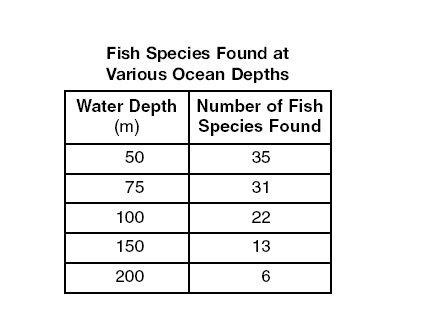 Fish Species Found at
Various Ocean Depths
Water Depth Number of Fish
(m) Species Found
50 35
75 31
100 22
150 13
200 6